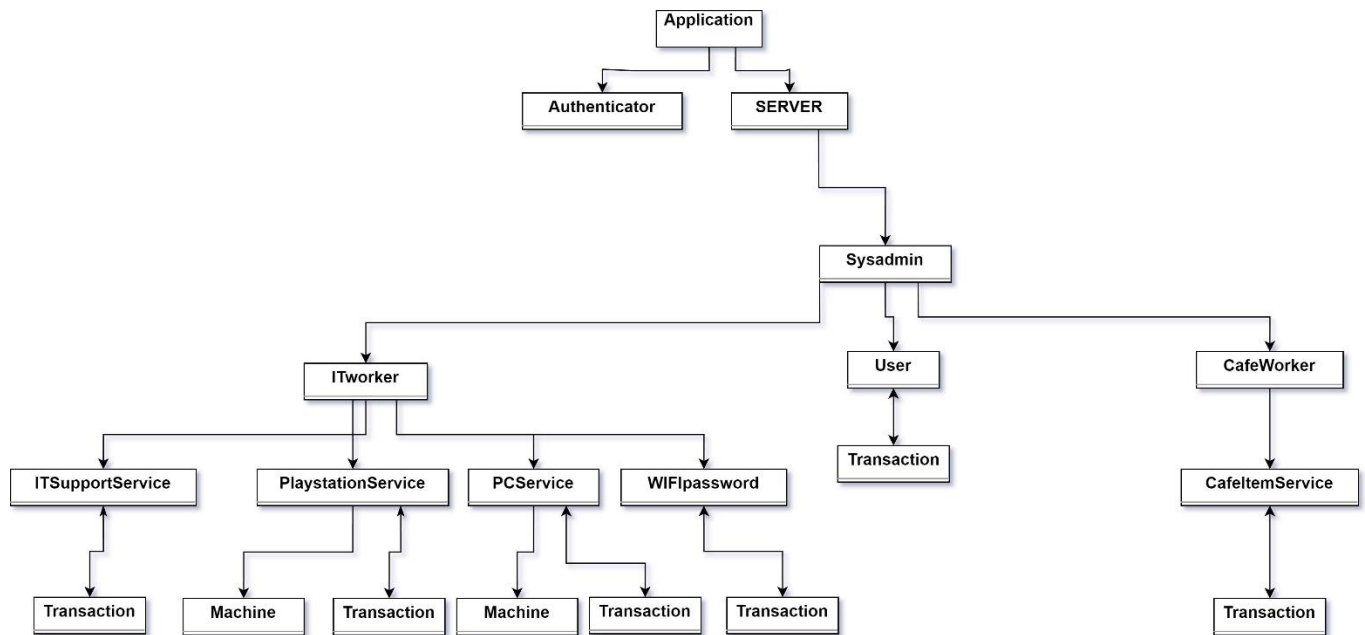 Application
Authenticator
SERVER
Sysadmin
ITworker
User
CafeWorker
ITSupportService
PlaystationService
PCService
WIFIpassword
Transaction
CafeItemService
Transaction
Machine
Transaction
Machine
Transaction
Transaction
Transaction